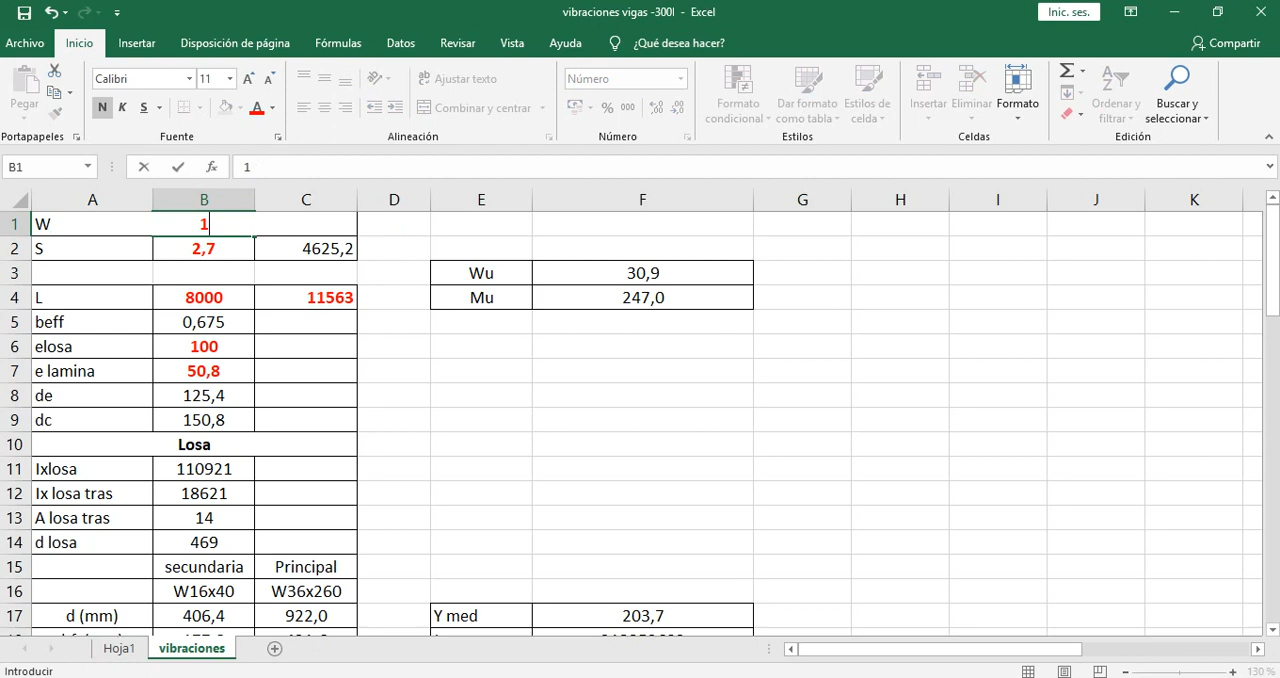 vibraciones vigas -300l - Excel
Inic. ses.
Archivo Inicio Insertar Disposición de página Fórmulas Datos Revisar Vista Ayuda ¿Qué desea hacer? Compartir
Pegar
Calibri 11
N K S
Ajustar texto
Combinar y centrar
Número
% 000
Formato condicional
Dar formato como tabla
Estilos de celda
Insertar Eliminar Formato
Ordenar y filtrar
Buscar y seleccionar
Portapapeles Fuente Alineación Número Estilos Celdas Edición
B1 fx 1
A B C D E F G H I J K
1 W 1
2 S 2,7 4625,2
3 Wu 30,9
4 L 8000 11563 Mu 247,0
5 beff 0,675
6 elosa 100
7 e lamina 50,8
8 de 125,4
9 dc 150,8
10 Losa
11 Ixlosa 110921
12 Ix losa tras 18621
13 A losa tras 14
14 d losa 469
15 secundaria Principal
16 W16x40 W36x260
17 d (mm) 406,4 922,0 Y med 203,7
Hoja1 vibraciones
Introducir 130 %